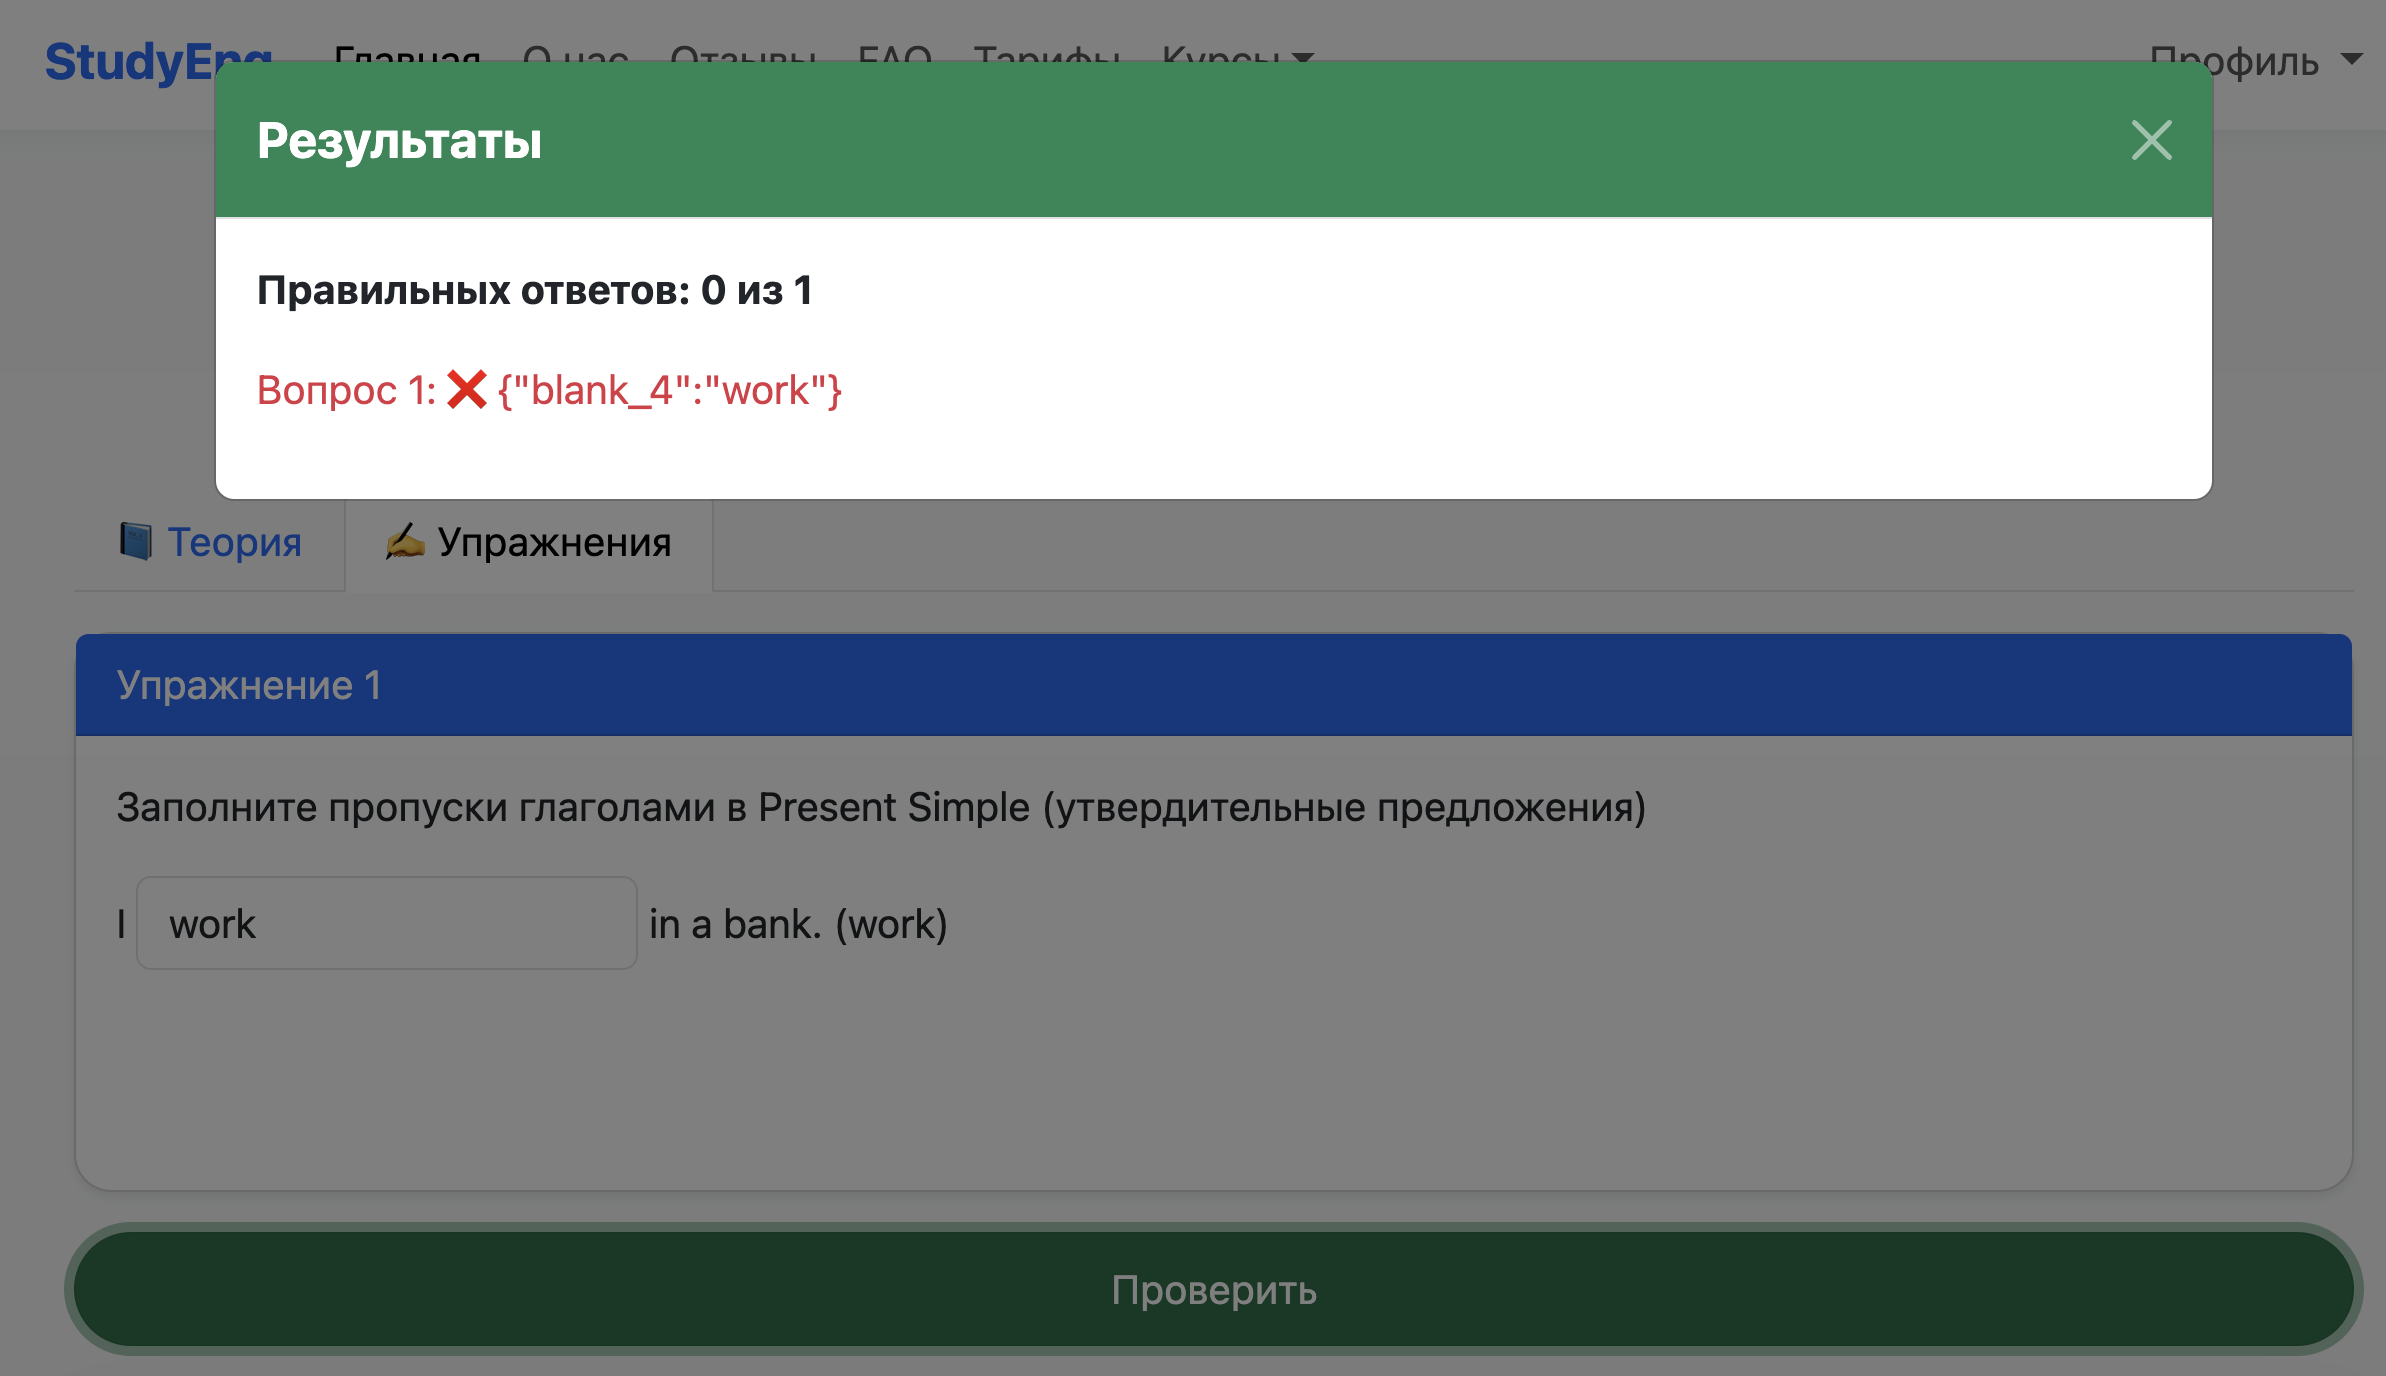 StudyEng Главная О нас Отзывы FAQ Тарифы Курсы Профиль
Результаты
Правильных ответов: 0 из 1
Вопрос 1: ❌ {"blank_4":"work"}
Теория
Упражнения
Упражнение 1
Заполните пропуски глаголами в Present Simple (утвердительные предложения)
I work in a bank. (work)
Проверить